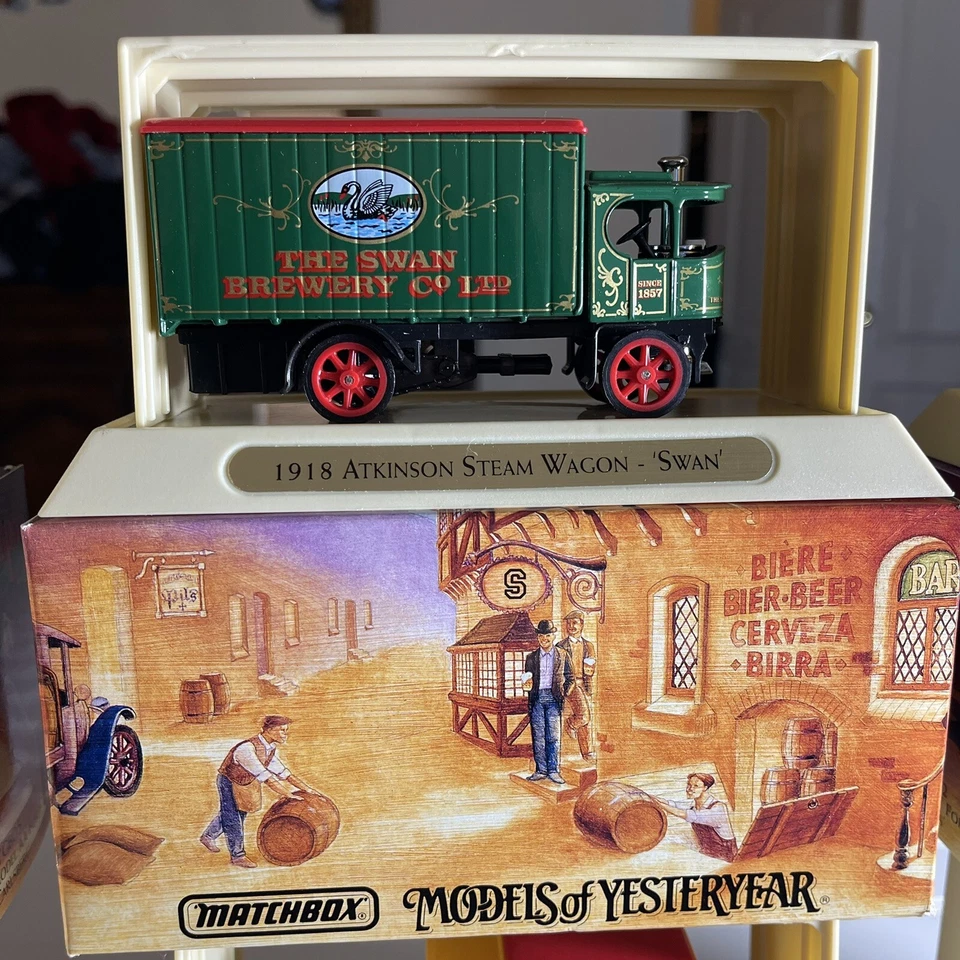 THE SWAN
BREWERY CO LTD
SINCE
1857
1918 ATKINSON STEAM WAGON - 'SWAN'
Pils
S
BIÈRE
BIER·BEER
CERVEZA
·BIRRA·
BAR
MATCHBOX®
MODELS of YESTERYEAR®